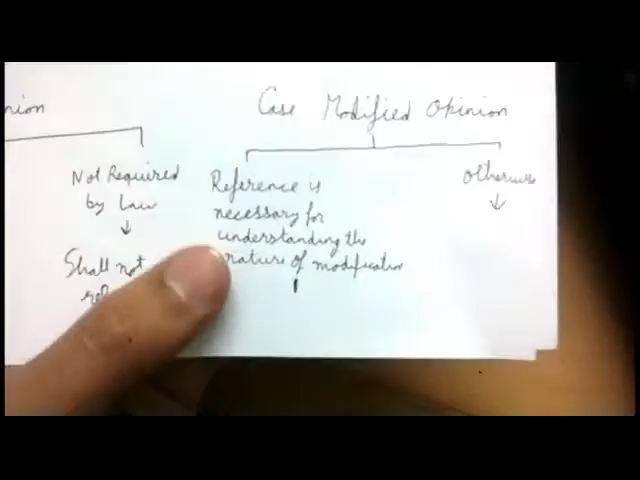 nion
Case Modified Opinion
Not Required
by Law
Shall not
Reference is
necessary for
understanding the
nature of modification
otherwise